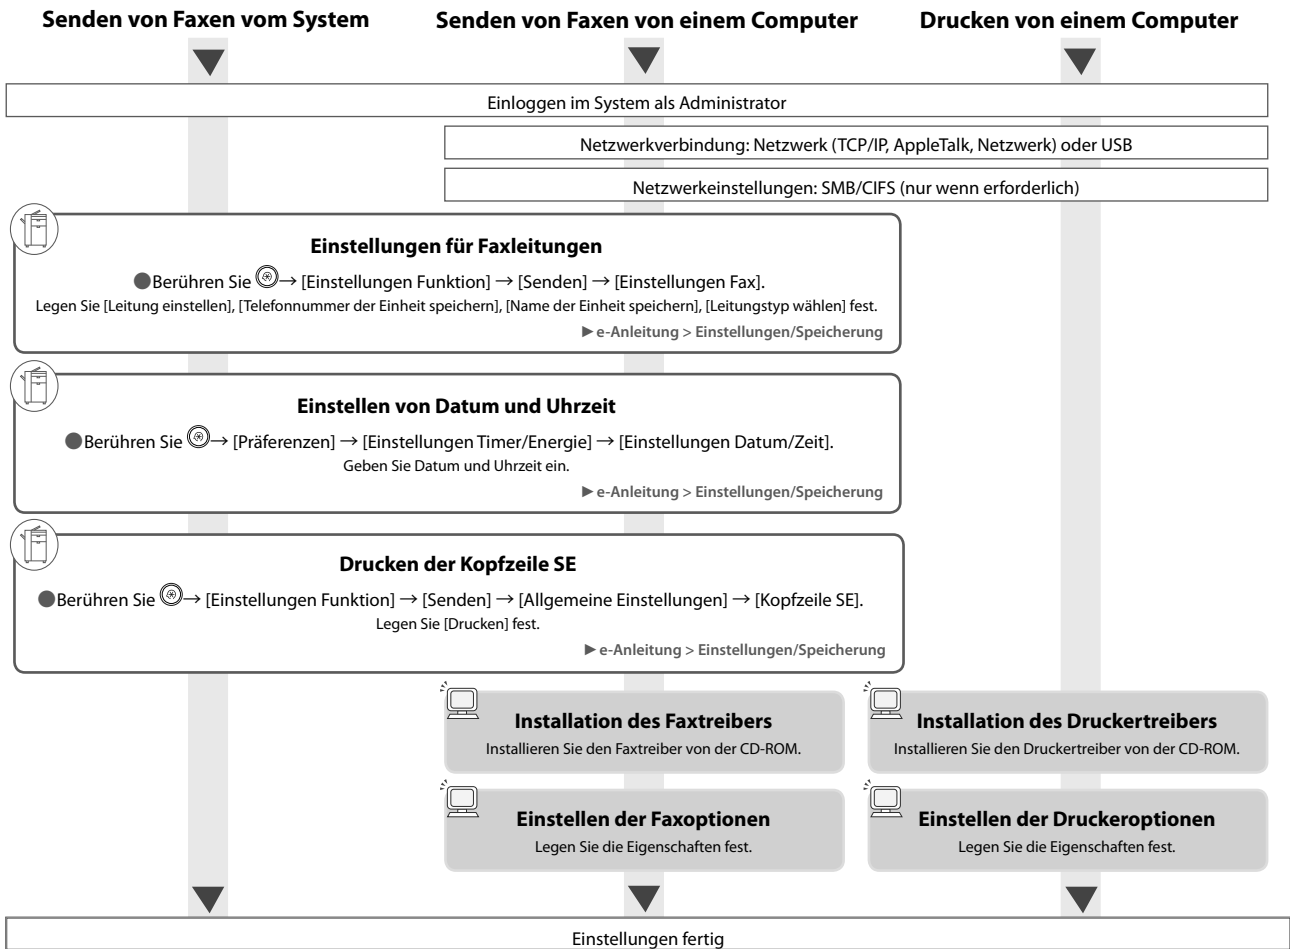 Senden von Faxen vom System
Senden von Faxen von einem Computer
Drucken von einem Computer
Einloggen im System als Administrator
Netzwerkverbindung: Netzwerk (TCP/IP, AppleTalk, Netzwerk) oder USB
Netzwerkeinstellungen: SMB/CIFS (nur wenn erforderlich)
Einstellungen für Faxleitungen
●Berühren Sie → [Einstellungen Funktion] → [Senden] → [Einstellungen Fax].
Legen Sie [Leitung einstellen], [Telefonnummer der Einheit speichern], [Name der Einheit speichern], [Leitungstyp wählen] fest.
►e-Anleitung > Einstellungen/Speicherung
Einstellen von Datum und Uhrzeit
●Berühren Sie → [Präferenzen] → [Einstellungen Timer/Energie] → [Einstellungen Datum/Zeit].
Geben Sie Datum und Uhrzeit ein.
►e-Anleitung > Einstellungen/Speicherung
Drucken der Kopfzeile SE
●Berühren Sie → [Einstellungen Funktion] → [Senden] → [Allgemeine Einstellungen] → [Kopfzeile SE].
Legen Sie [Drucken] fest.
►e-Anleitung > Einstellungen/Speicherung
Installation des Faxtreibers
Installieren Sie den Faxtreiber von der CD-ROM.
Installation des Druckertreibers
Installieren Sie den Druckertreiber von der CD-ROM.
Einstellen der Faxoptionen
Legen Sie die Eigenschaften fest.
Einstellen der Druckeroptionen
Legen Sie die Eigenschaften fest.
Einstellungen fertig